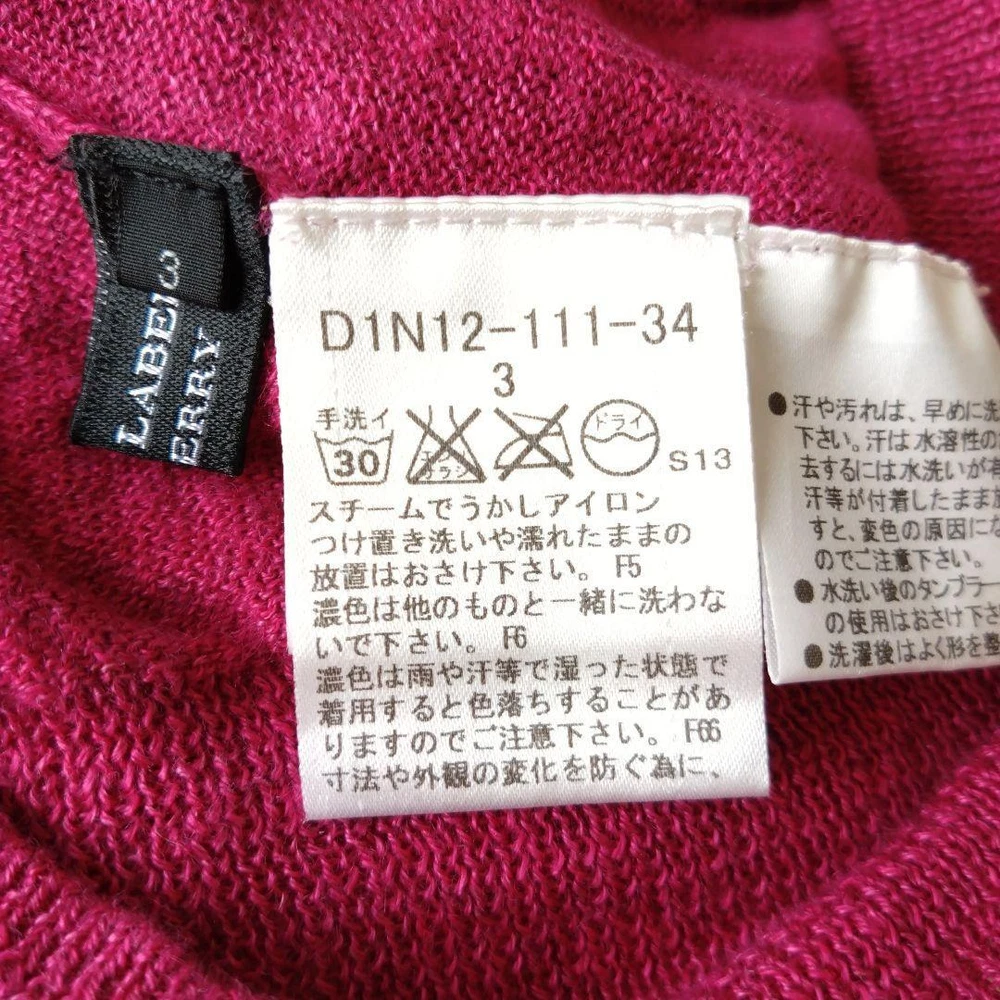 LABEL
3
ERRY
D1N12-111-34
3
手洗イ
30
エンソ
サラシ
ドライ
S13
スチームでうかしアイロン
つけ置き洗いや濡れたままの
放置はおさけ下さい。 F5
濃色は他のものと一緒に洗わな
いで下さい。 F6
濃色は雨や汗等で湿った状態で
着用すると色落ちすることがあ
りますのでご注意下さい。 F66
寸法や外観の変化を防ぐ為に、
●汗や汚れは、早めに洗
下さい。汗は水溶性の
去するには水洗いが有
汗等が付着したまま
すと、変色の原因にな
のでご注意下さい。
●水洗い後のタンブラー
の使用はおさけ下さ
●洗濯後はよく形を整